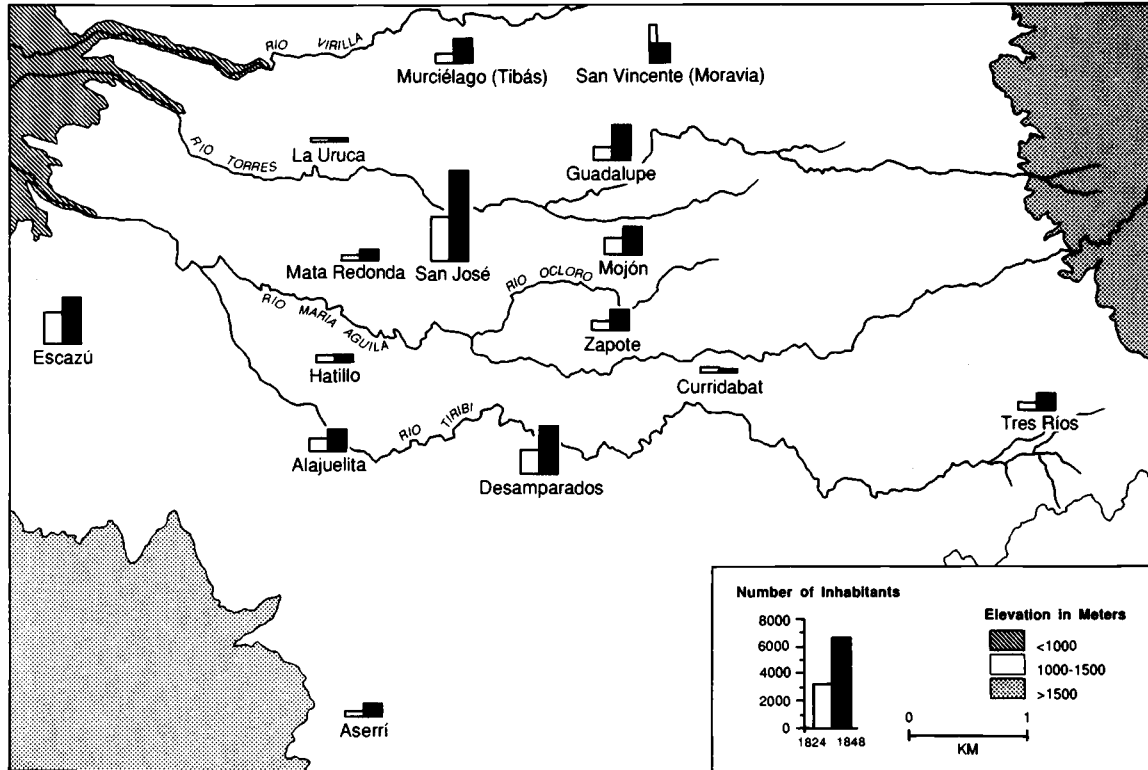 RIO VIRILLA
Murciélago (Tibás)
San Vincente (Moravia)
RIO TORRES
La Uruca
Guadalupe
Mata Redonda
San José
Mojón
RIO OCLORO
RIO MARIA AGUILA
Escazú
Zapote
Hatillo
Curridabat
RIO TIRIBI
Tres Ríos
Alajuelita
Desamparados
Aserrí
Number of Inhabitants
8000
6000
4000
2000
0
1824 1848
Elevation in Meters
<1000
1000-1500
>1500
0 1
KM